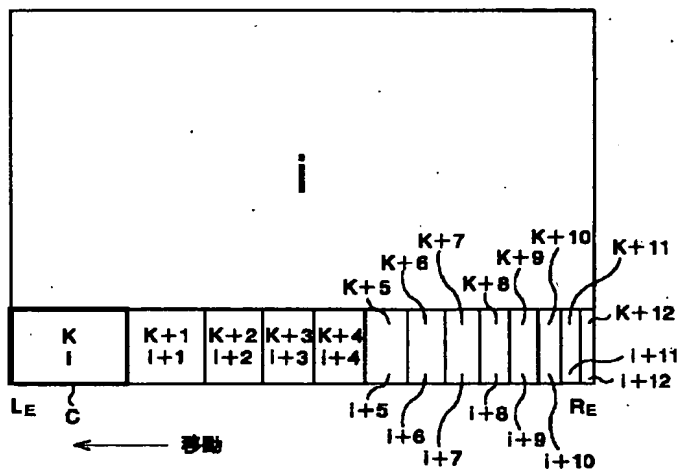 i
K+5
K+6
K+7
K+8
K+9
K+10
K+11
K+12
K
i
K+1
i+1
K+2
i+2
K+3
i+3
K+4
i+4
i+5
i+6
i+7
i+8
i+9
i+10
i+11
i+12
LE
C
RE
移動